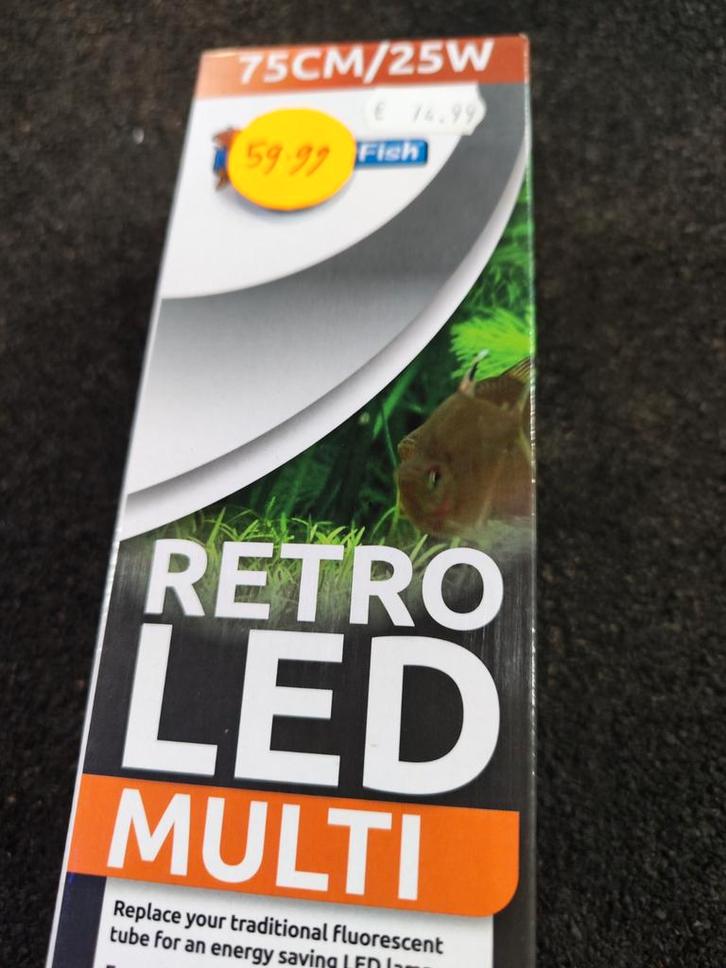 75CM/25W
€ 74.99
59.99
Fish
RETRO
LED
MULTI
Replace your traditional fluorescent
tube for an energy saving LED